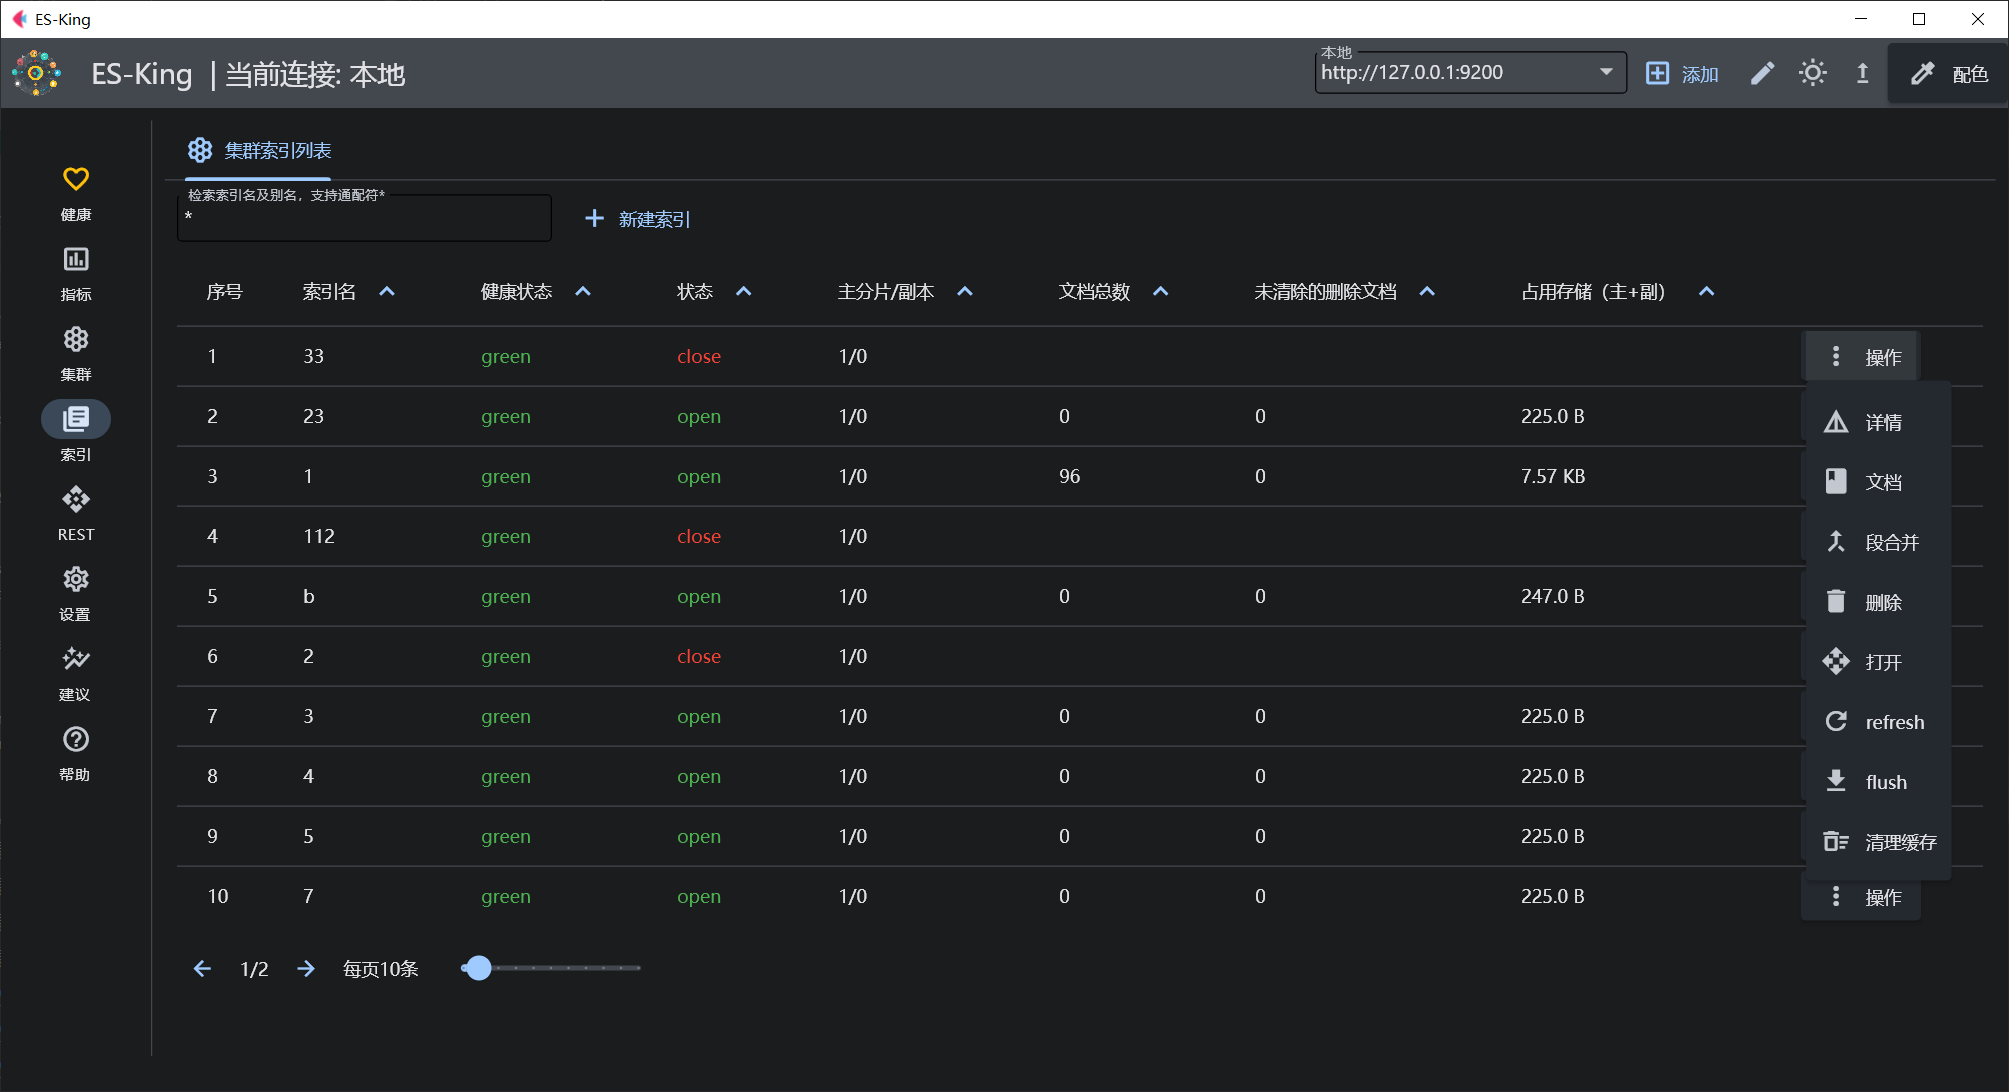 ES-King
ES-King | 当前连接: 本地
本地
http://127.0.0.1:9200
添加
配色
健康
指标
集群
索引
REST
设置
建议
帮助
集群索引列表
检索索引名及别名，支持通配符*
*
新建索引
序号 索引名 健康状态 状态 主分片/副本 文档总数 未清除的删除文档 占用存储（主+副）
1 33 green close 1/0 操作
2 23 green open 1/0 0 0 225.0 B
3 1 green open 1/0 96 0 7.57 KB
4 112 green close 1/0
5 b green open 1/0 0 0 247.0 B
6 2 green close 1/0
7 3 green open 1/0 0 0 225.0 B
8 4 green open 1/0 0 0 225.0 B
9 5 green open 1/0 0 0 225.0 B
10 7 green open 1/0 0 0 225.0 B 操作
详情
文档
段合并
删除
打开
refresh
flush
清理缓存
1/2 每页10条